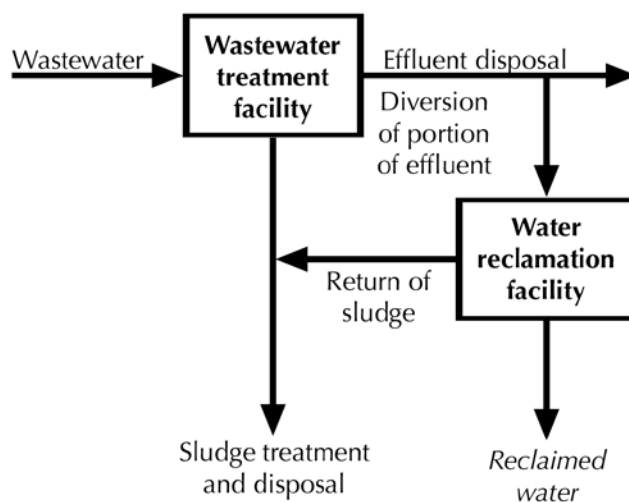 Wastewater
Wastewater
treatment
facility
Effluent disposal
Diversion
of portion
of effluent
Water
reclamation
facility
Return of
sludge
Sludge treatment
and disposal
Reclaimed
water